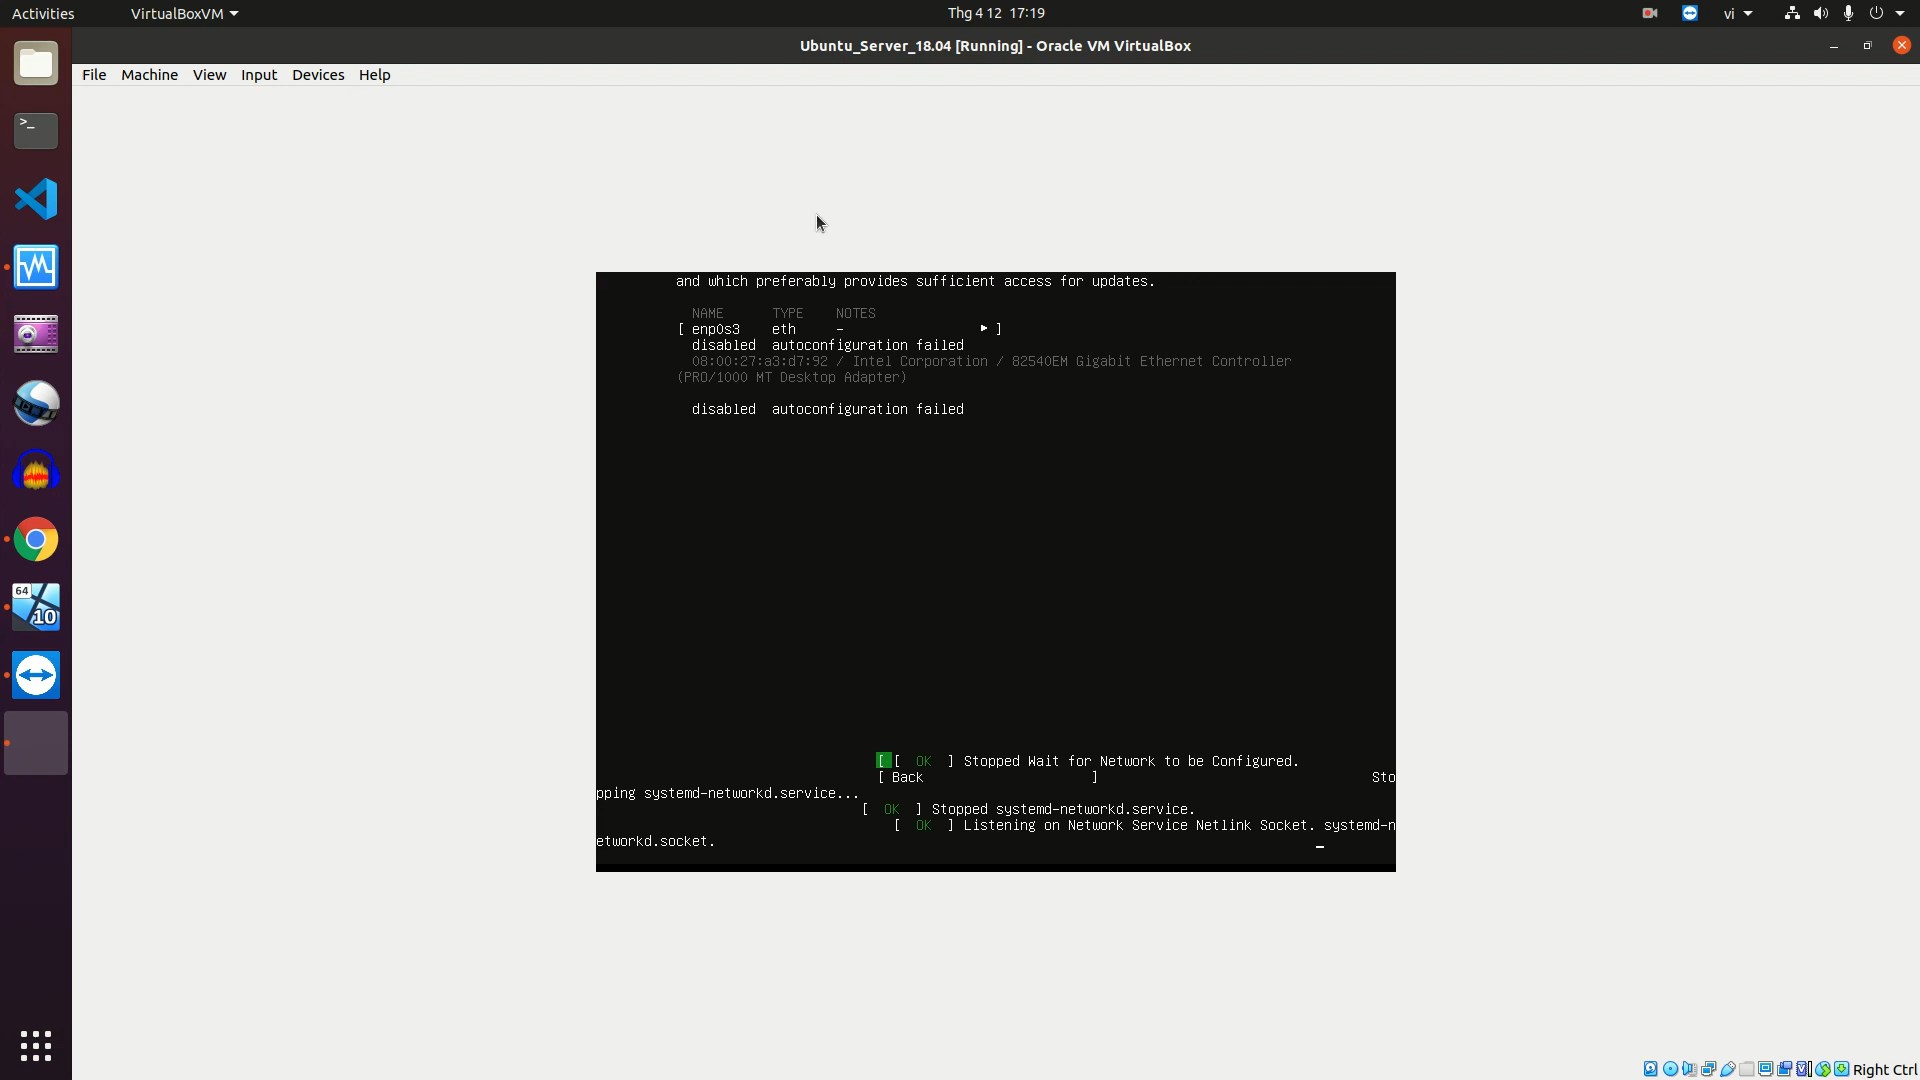 Activities
VirtualBoxVM
Thg 4 12 17:19
vi
Ubuntu_Server_18.04 [Running] - Oracle VM VirtualBox
File Machine View Input Devices Help
and which preferably provides sufficient access for updates.
NAME TYPE NOTES
[ enp0s3 eth - ▸ ]
disabled autoconfiguration failed
08:00:27:a3:d7:92 / Intel Corporation / 82540EM Gigabit Ethernet Controller
(PRO/1000 MT Desktop Adapter)
disabled autoconfiguration failed
[ [ OK ] Stopped Wait for Network to be Configured.
[ Back ] Sto
pping systemd-networkd.service...
[ OK ] Stopped systemd-networkd.service.
[ OK ] Listening on Network Service Netlink Socket. systemd-n
etworkd.socket.
64
10
Right Ctrl